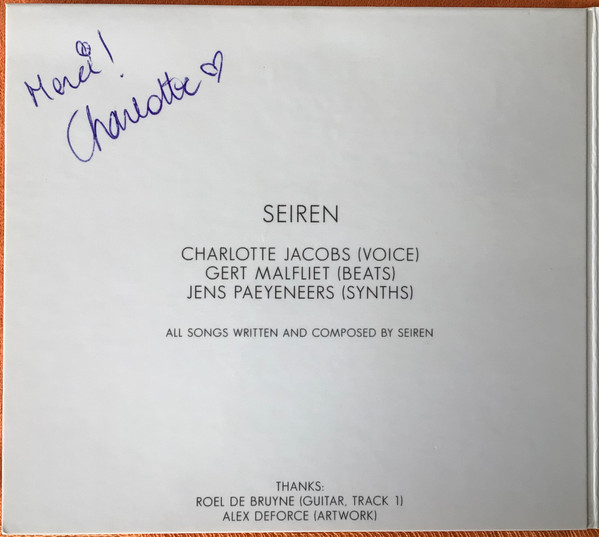 Merci!
Charlotte ♡
SEIREN
CHARLOTTE JACOBS (VOICE)
GERT MALFLIET (BEATS)
JENS PAEYENEERS (SYNTHS)
ALL SONGS WRITTEN AND COMPOSED BY SEIREN
THANKS:
ROEL DE BRUYNE (GUITAR, TRACK 1)
ALEX DEFORCE (ARTWORK)